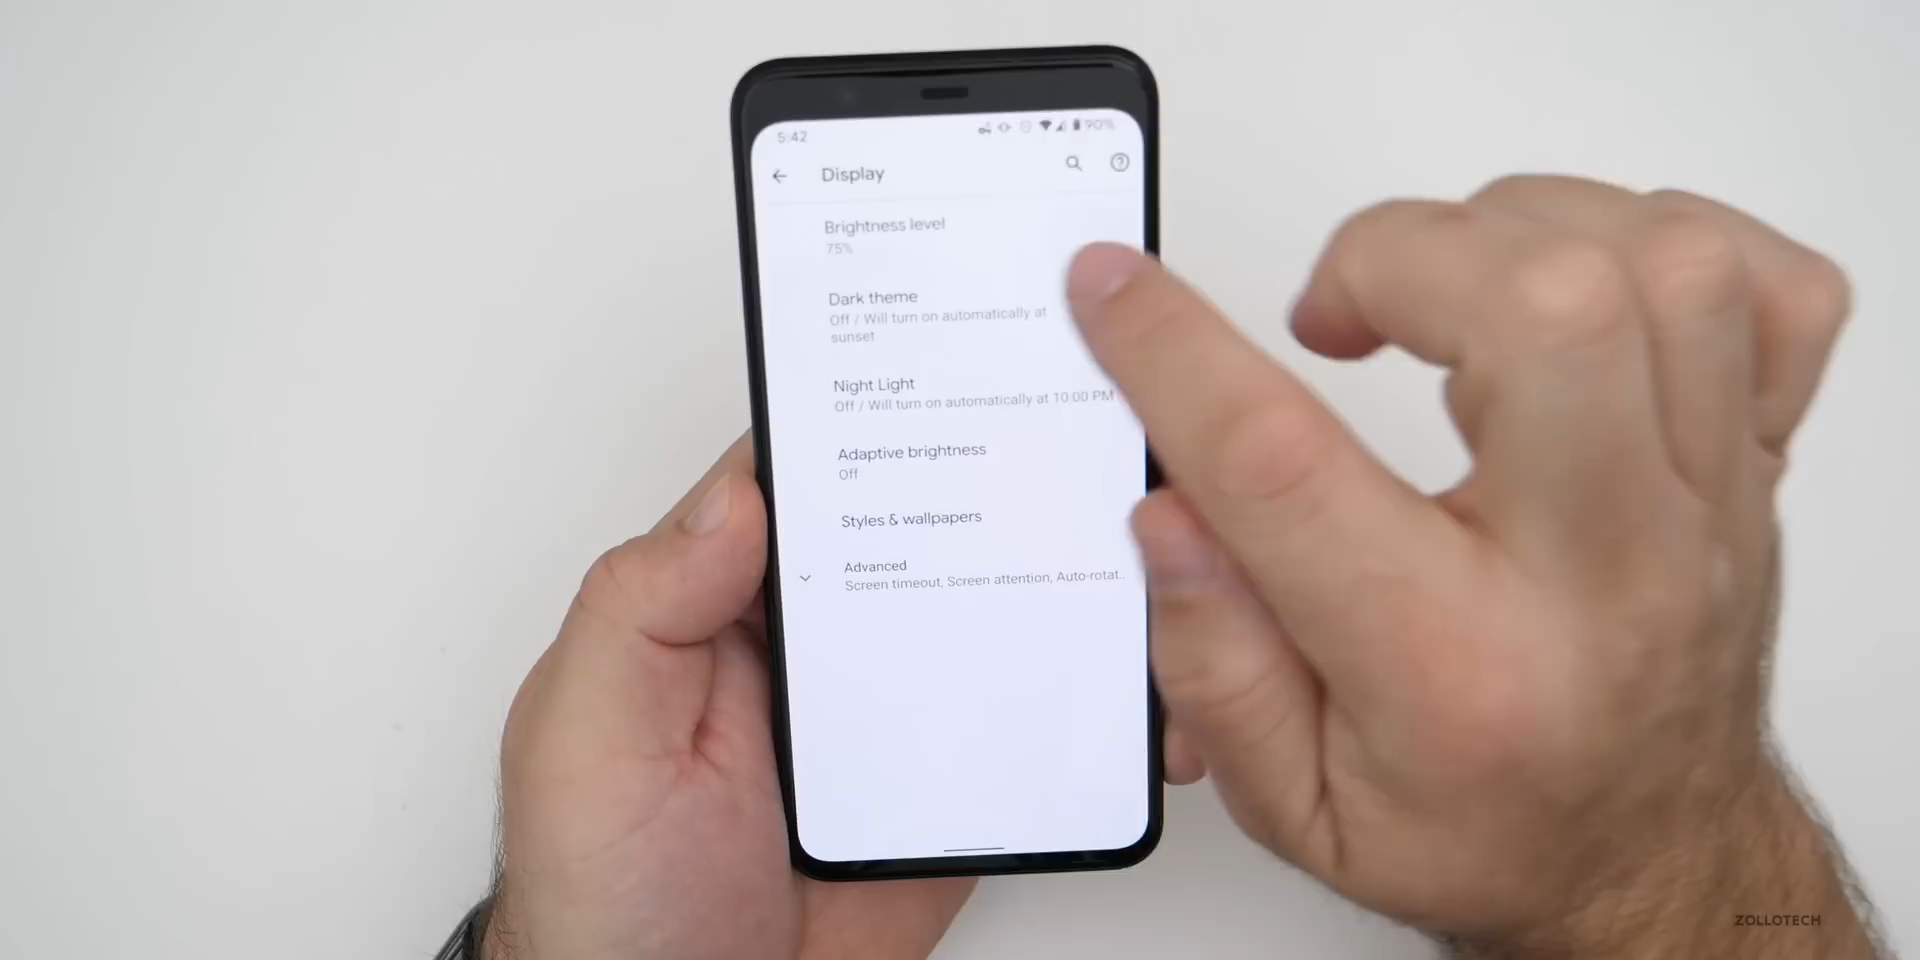 5:42
90%
Display
Brightness level
75%
Dark theme
Off / Will turn on automatically at
sunset
Night Light
Off / Will turn on automatically at 10:00 PM
Adaptive brightness
Off
Styles & wallpapers
Advanced
Screen timeout, Screen attention, Auto-rotat..
ZOLLOTECH